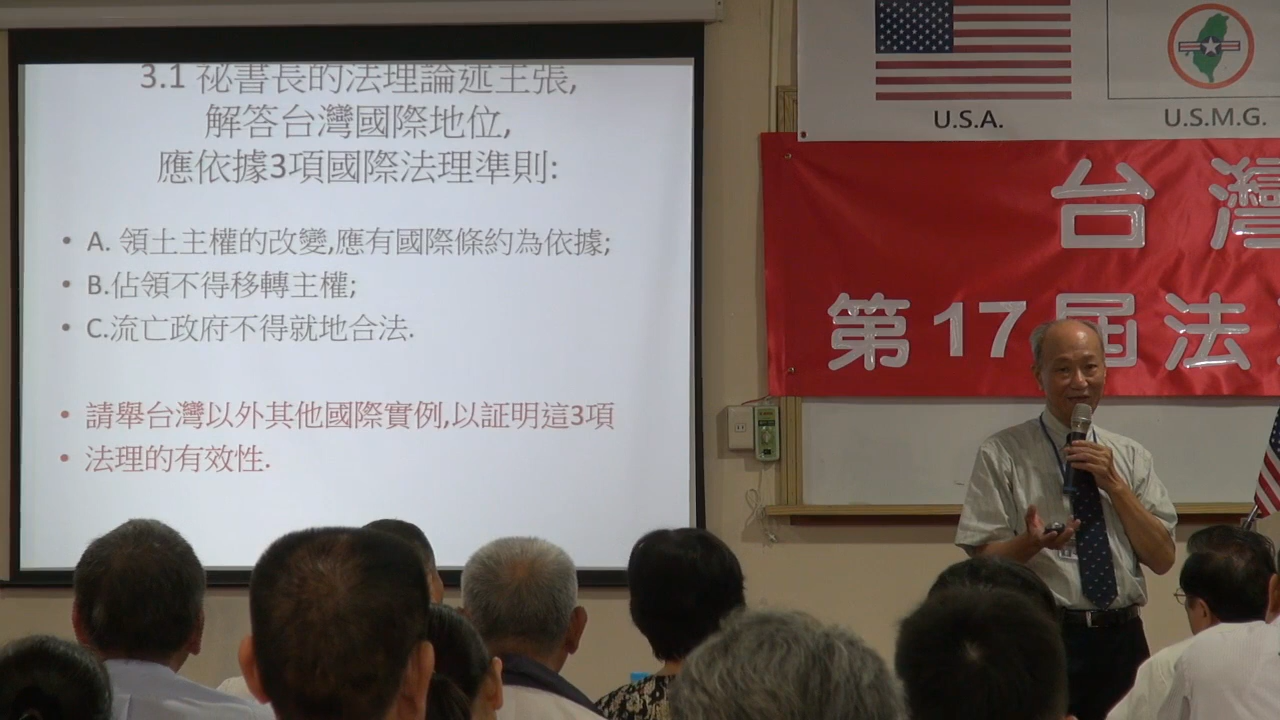 3.1 祕書長的法理論述主張,
解答台灣國際地位,
應依據3項國際法理準則:
• A. 領土主權的改變,應有國際條約為依據;
• B.佔領不得移轉主權;
• C.流亡政府不得就地合法.
• 請舉台灣以外其他國際實例,以証明這3項
• 法理的有效性.
U.S.A.
U.S.M.G.
台灣
第17屆法